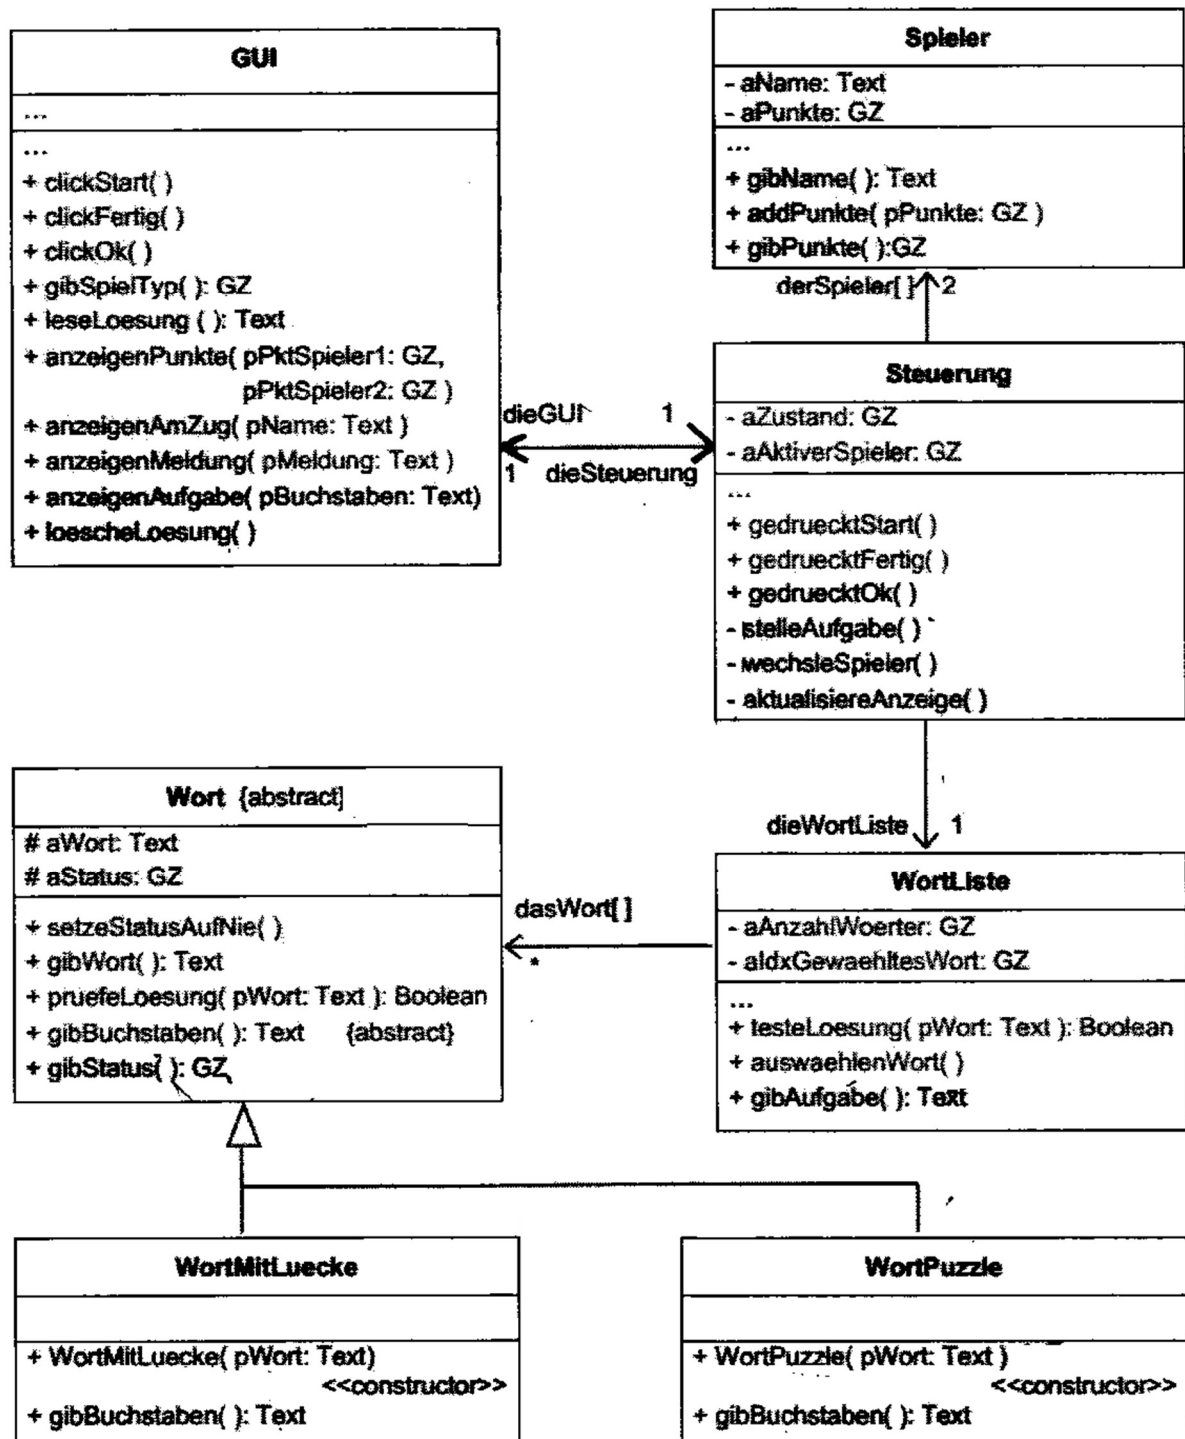 GUI
...
...
+ clickStart( )
+ clickFertig( )
+ clickOk( )
+ gibSpielTyp( ): GZ
+ leseLoesung ( ): Text
+ anzeigenPunkte( pPktSpieler1: GZ,
pPktSpieler2: GZ )
+ anzeigenAmZug( pName: Text )
+ anzeigenMeldung( pMeldung: Text )
+ anzeigenAufgabe( pBuchstaben: Text)
+ loescheLoesung( )
Spieler
- aName: Text
- aPunkte: GZ
...
+ gibName( ): Text
+ addPunkte( pPunkte: GZ )
+ gibPunkte( ):GZ
derSpieler[ ] 2
Steuerung
- aZustand: GZ
- aAktiverSpieler: GZ
...
+ gedruecktStart( )
+ gedruecktFertig( )
+ gedruecktOk( )
- stelleAufgabe( )
- wechsleSpieler( )
- aktualisiereAnzeige( )
dieGUI 1
1 dieSteuerung
dieWortListe 1
Wort {abstract}
# aWort: Text
# aStatus: GZ
+ setzeStatusAufNie( )
+ gibWort( ): Text
+ pruefeLoesung( pWort: Text ): Boolean
+ gibBuchstaben( ): Text {abstract}
+ gibStatus( ): GZ
dasWort[ ]
*
WortListe
- aAnzahlWoerter: GZ
- aIdxGewaehltesWort: GZ
...
+ testeLoesung( pWort: Text ): Boolean
+ auswaehlenWort( )
+ gibAufgabe( ): Text
WortMitLuecke
+ WortMitLuecke( pWort: Text)
<<constructor>>
+ gibBuchstaben( ): Text
WortPuzzle
+ WortPuzzle( pWort: Text )
<<constructor>>
+ gibBuchstaben( ): Text